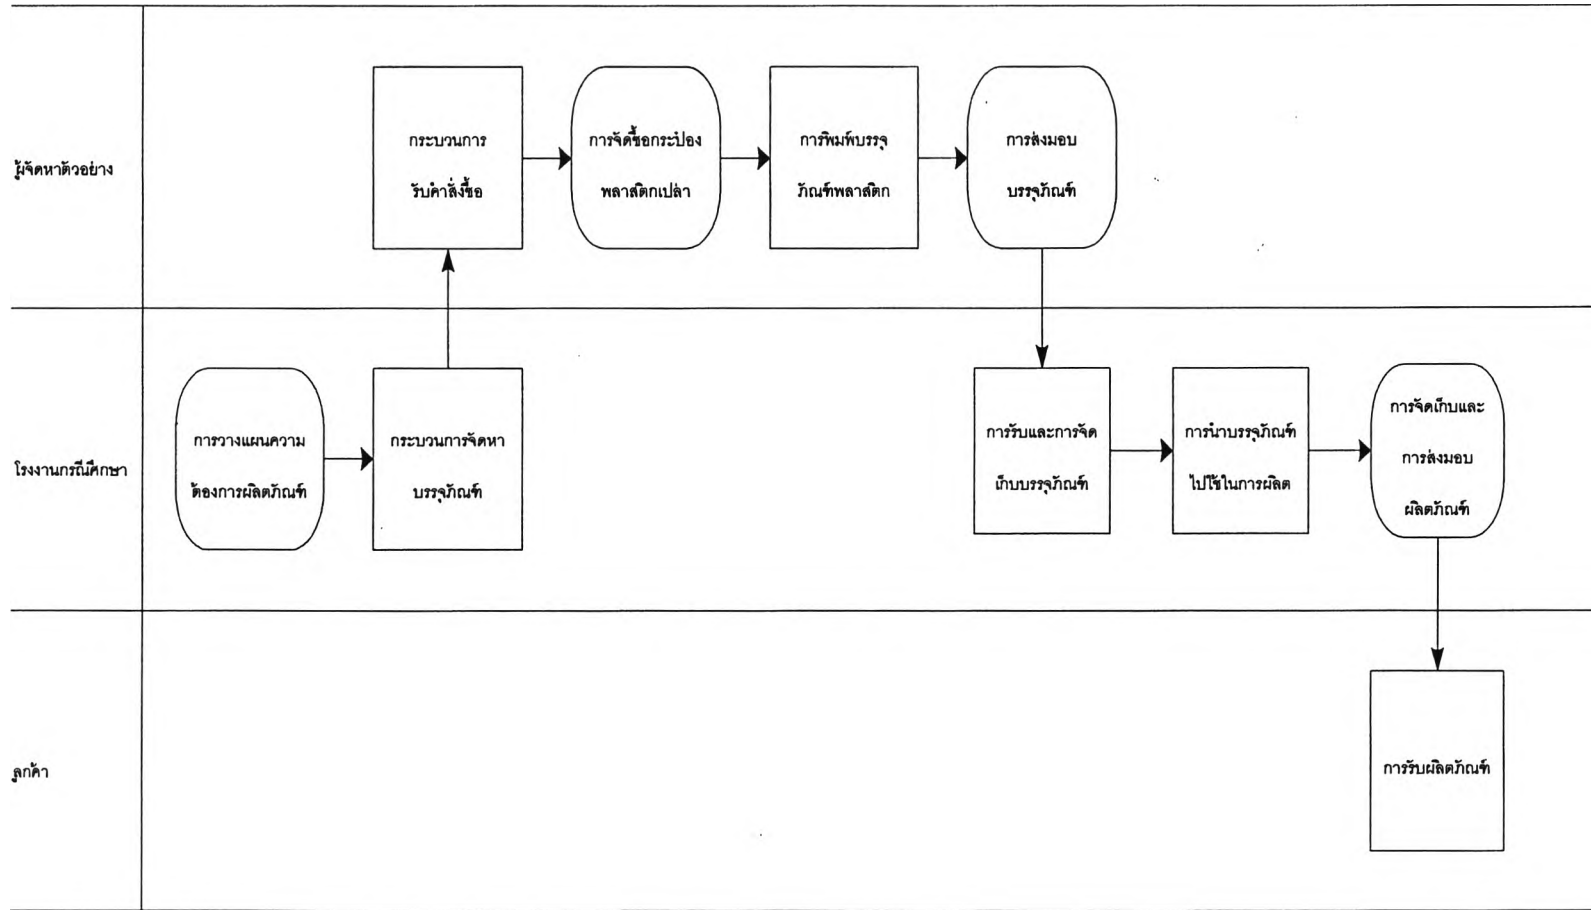 ผู้จัดหาตัวอย่าง
กระบวนการ
รับคำสั่งซื้อ
การจัดซื้อกระป๋อง
พลาสติกเปล่า
การพิมพ์บรรจุ
ภัณฑ์พลาสติก
การส่งมอบ
บรรจุภัณฑ์
โรงงานกรณีศึกษา
การวางแผนความ
ต้องการผลิตภัณฑ์
กระบวนการจัดหา
บรรจุภัณฑ์
การรับและการจัด
เก็บบรรจุภัณฑ์
การนำบรรจุภัณฑ์
ไปใช้ในการผลิต
การจัดเก็บและ
การส่งมอบ
ผลิตภัณฑ์
ลูกค้า
การรับผลิตภัณฑ์